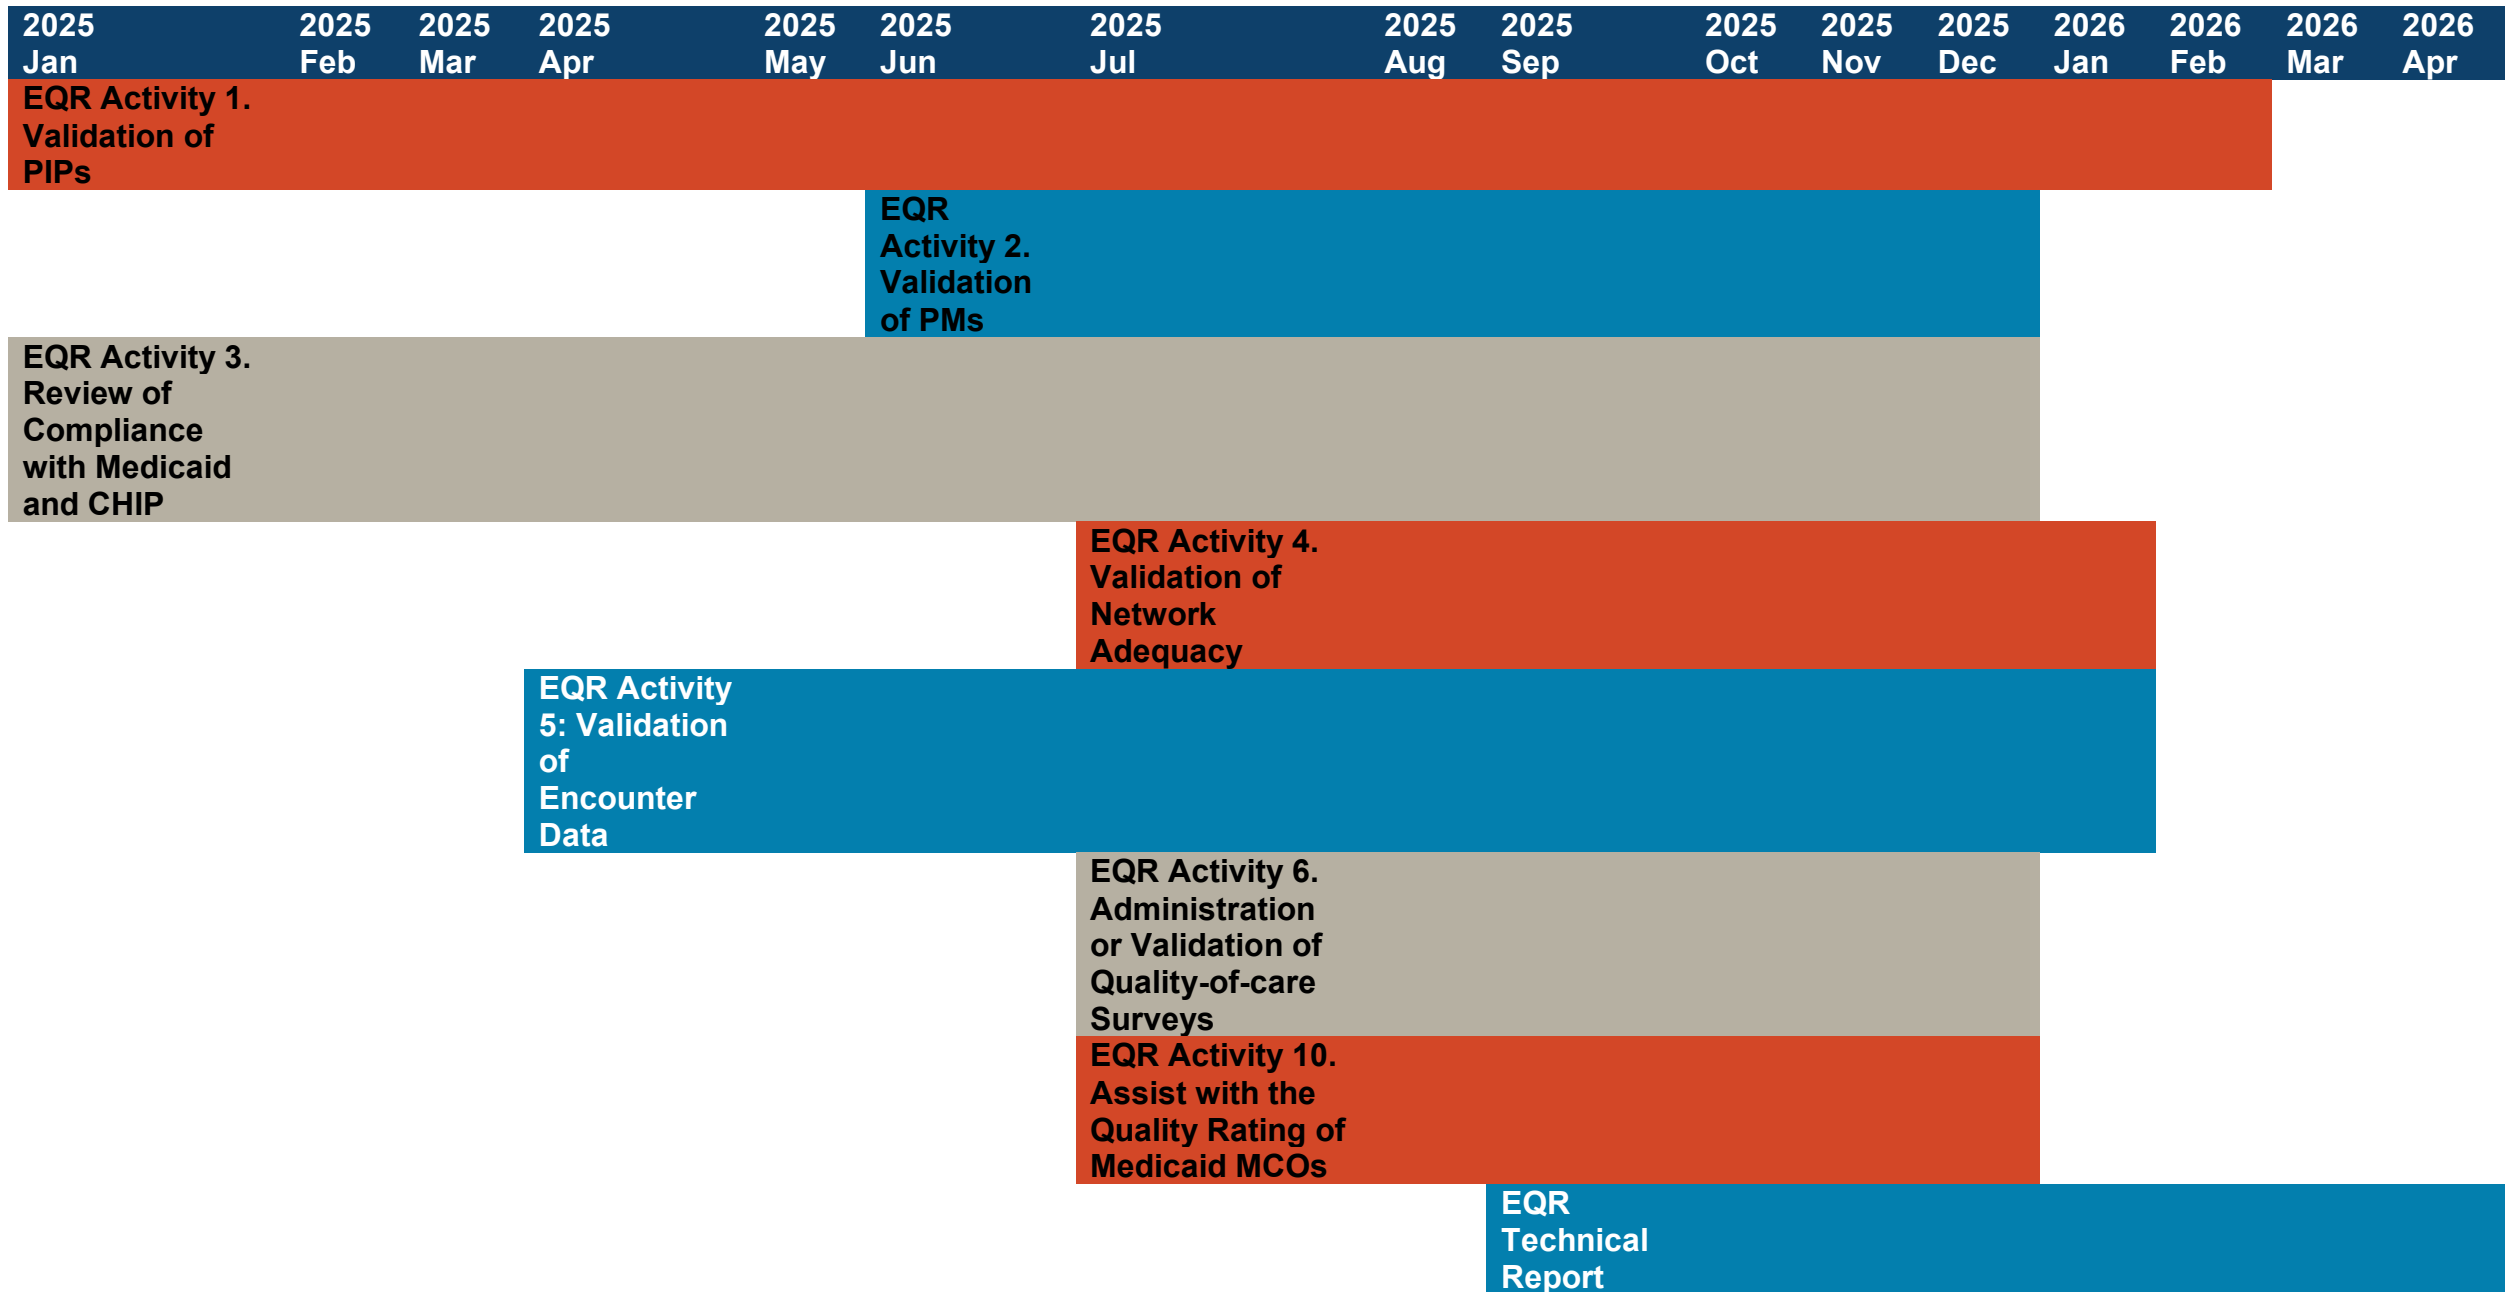 2025 2025 2025 2025 2025 2025 2025 2025 2025 2025 2025 2025 2026 2026 2026 2026
Jan Feb Mar Apr May Jun Jul Aug Sep Oct Nov Dec Jan Feb Mar Apr
EQR Activity 1.
Validation of
PIPs
EQR
Activity 2.
Validation
of PMs
EQR Activity 3.
Review of
Compliance
with Medicaid
and CHIP
EQR Activity 4.
Validation of
Network
Adequacy
EQR Activity
5: Validation
of
Encounter
Data
EQR Activity 6.
Administration
or Validation of
Quality-of-care
Surveys
EQR Activity 10.
Assist with the
Quality Rating of
Medicaid MCOs
EQR
Technical
Report